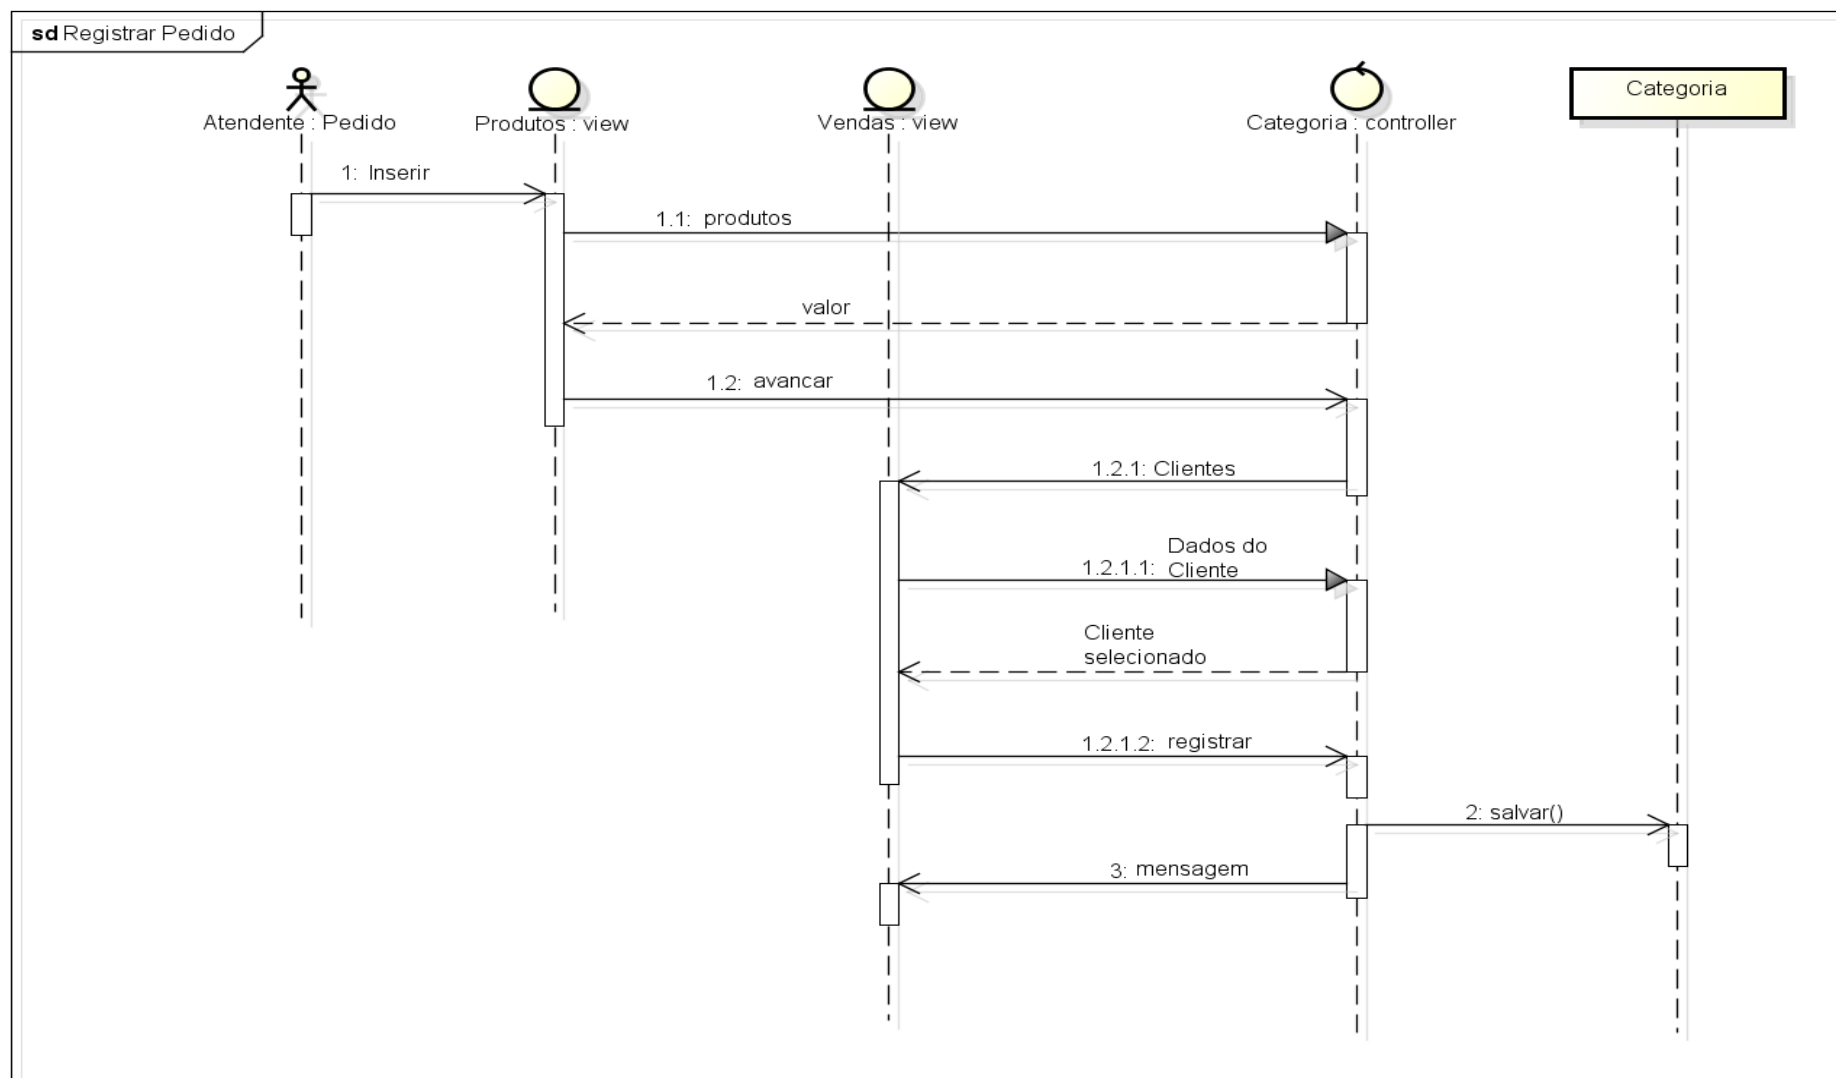 sd Registrar Pedido
Atendente : Pedido
Produtos : view
Vendas : view
Categoria : controller
Categoria
1: Inserir
1.1: produtos
valor
1.2: avancar
1.2.1: Clientes
Dados do
1.2.1.1: Cliente
Cliente
selecionado
1.2.1.2: registrar
2: salvar()
3: mensagem